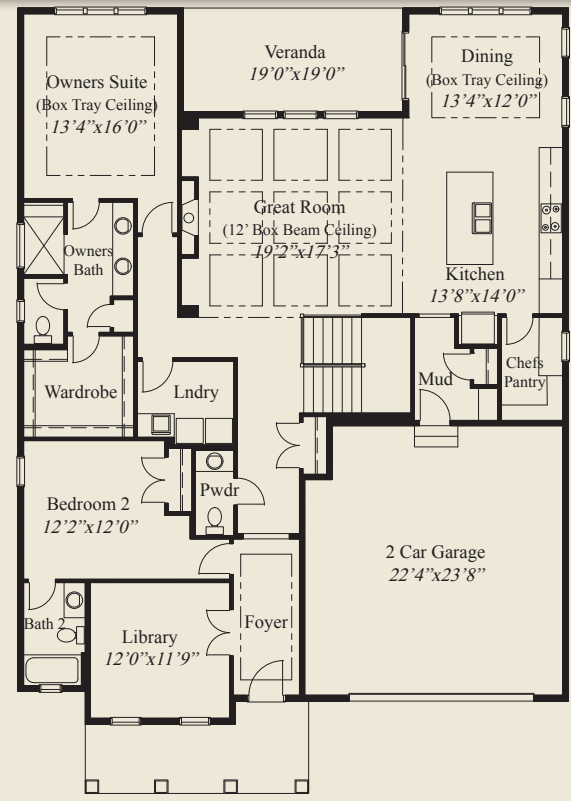 Veranda
19’0”x19’0”
Owners Suite
(Box Tray Ceiling)
13’4”x16’0”
Dining
(Box Tray Ceiling)
13’4”x12’0”
Great Room
(12’ Box Beam Ceiling)
19’2”x17’3”
Owners
Bath
Kitchen
13’8”x14’0”
Wardrobe
Lndry
Mud
Chefs
Pantry
Bedroom 2
12’2”x12’0”
Pwdr
2 Car Garage
22’4”x23’8”
Bath 2
Library
12’0”x11’9”
Foyer